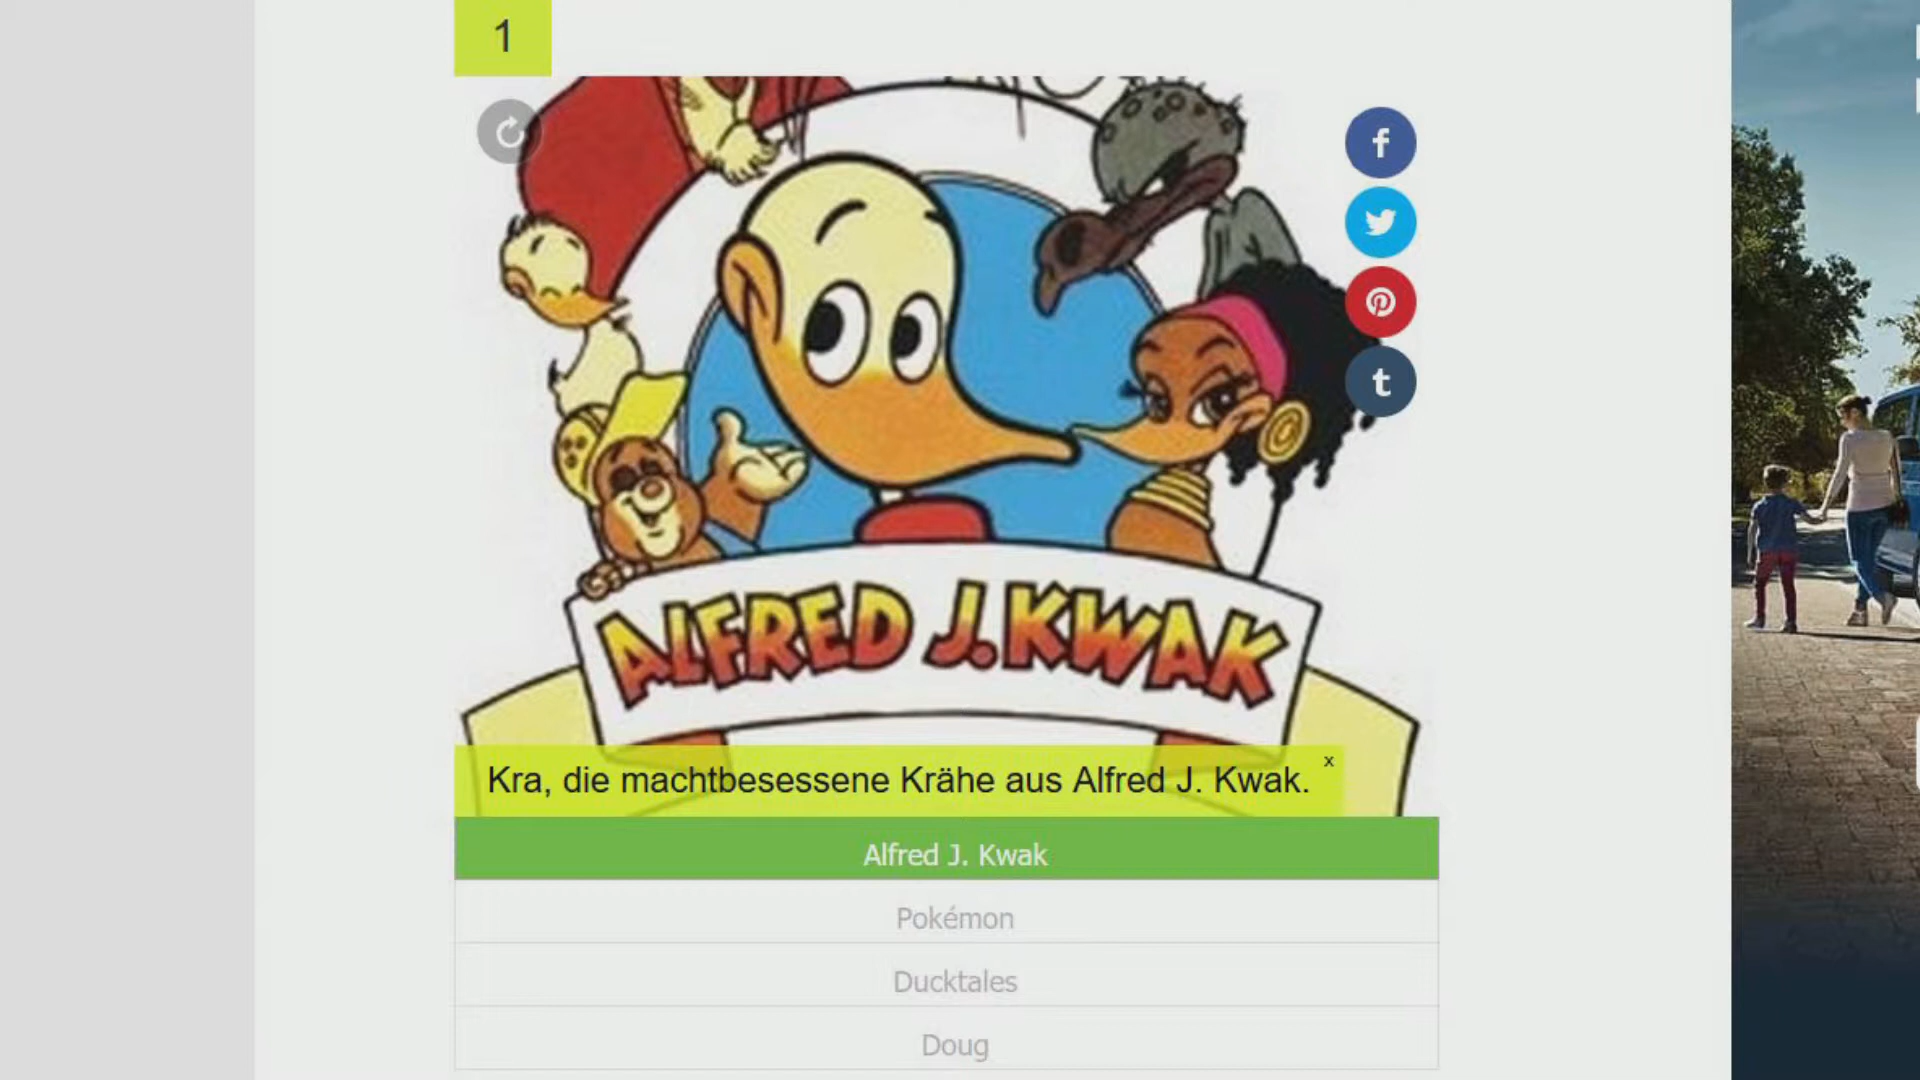 1
f
t
ALFRED J. KWAK
Kra, die machtbesessene Krähe aus Alfred J. Kwak.
x
Alfred J. Kwak
Pokémon
Ducktales
Doug